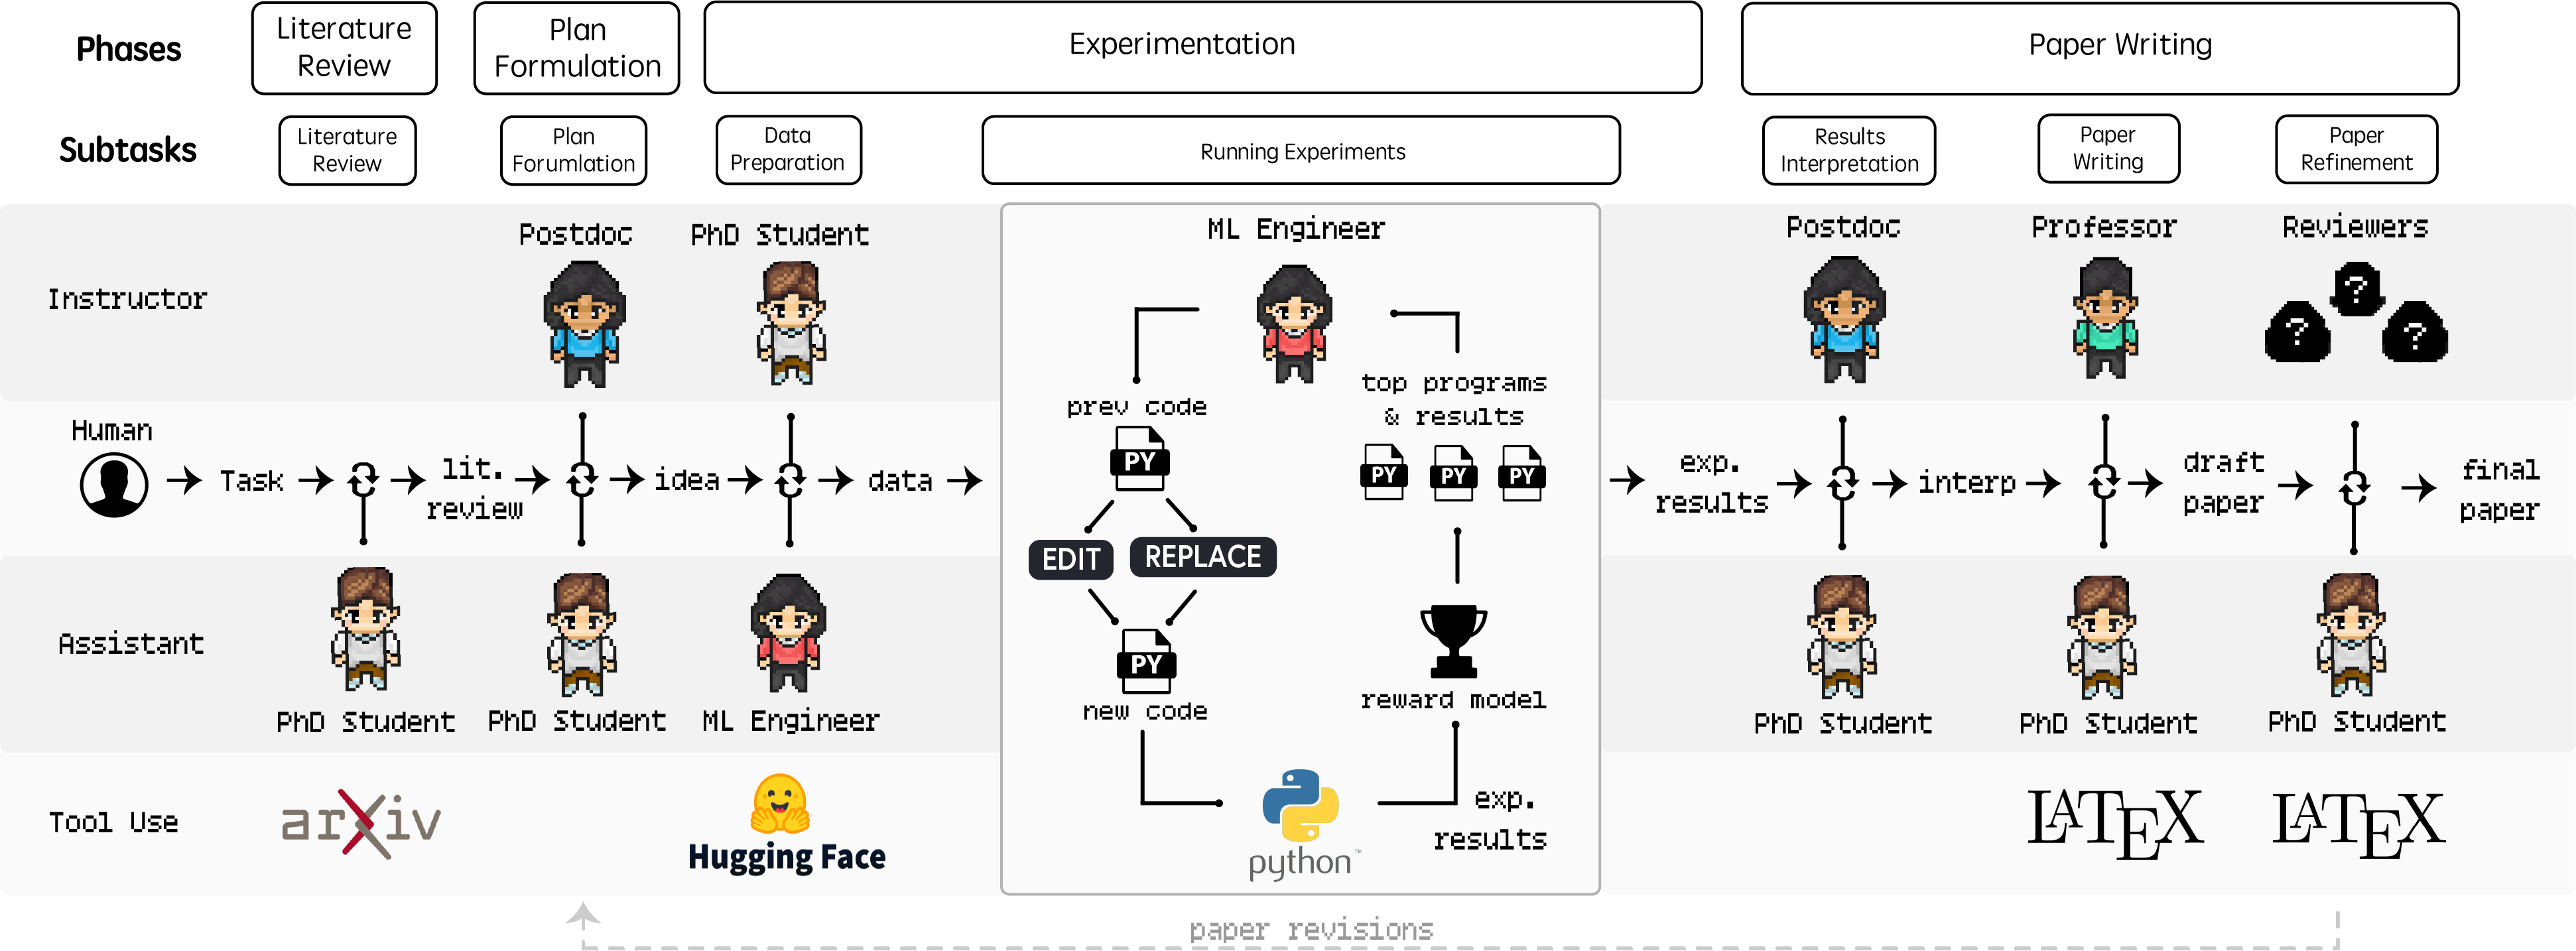 Phases
Literature
Review
Plan
Formulation
Experimentation
Paper Writing
Subtasks
Literature
Review
Plan
Forumlation
Data
Preparation
Running Experiments
Results
Interpretation
Paper
Writing
Paper
Refinement
Instructor
Postdoc
PhD Student
ML Engineer
Postdoc
Professor
Reviewers
? ? ?
prev code
PY
EDIT
REPLACE
PY
new code
top programs
& results
PY PY PY
reward model
exp.
results
python™
Human
Task
lit.
review
idea
data
exp.
results
interp
draft
paper
final
paper
Assistant
PhD Student
PhD Student
ML Engineer
PhD Student
PhD Student
PhD Student
Tool Use
arXiv
Hugging Face
LATEX
LATEX
paper revisions